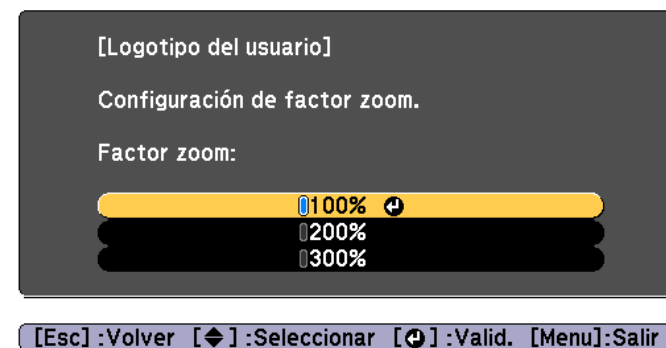 [Logotipo del usuario]
Configuración de factor zoom.
Factor zoom:
100%
200%
300%
[Esc] :Volver [◆] :Seleccionar [↵] :Valid. [Menu]:Salir